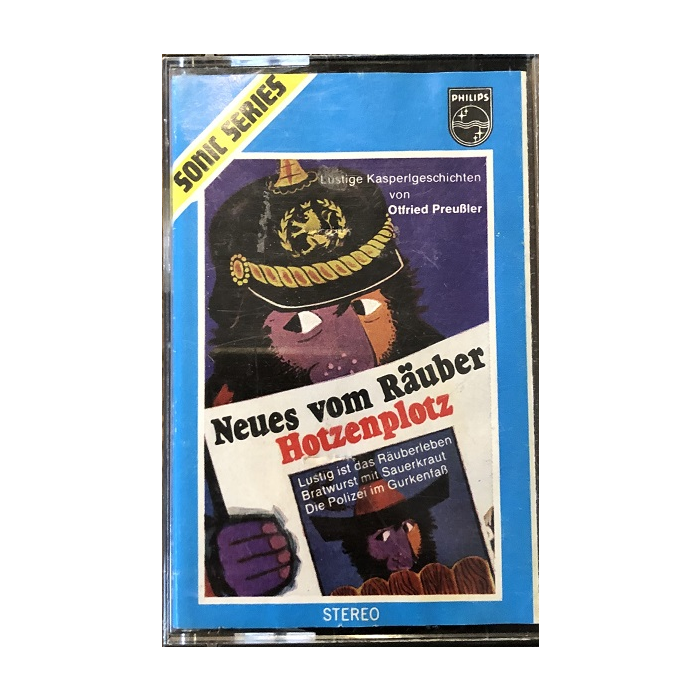 SONIC SERIES
PHILIPS
Lustige Kasperlgeschichten
von
Otfried Preußler
Neues vom Räuber
Hotzenplotz
Lustig ist das Räuberleben
Bratwurst mit Sauerkraut
Die Polizei im Gurkenfaß
STEREO